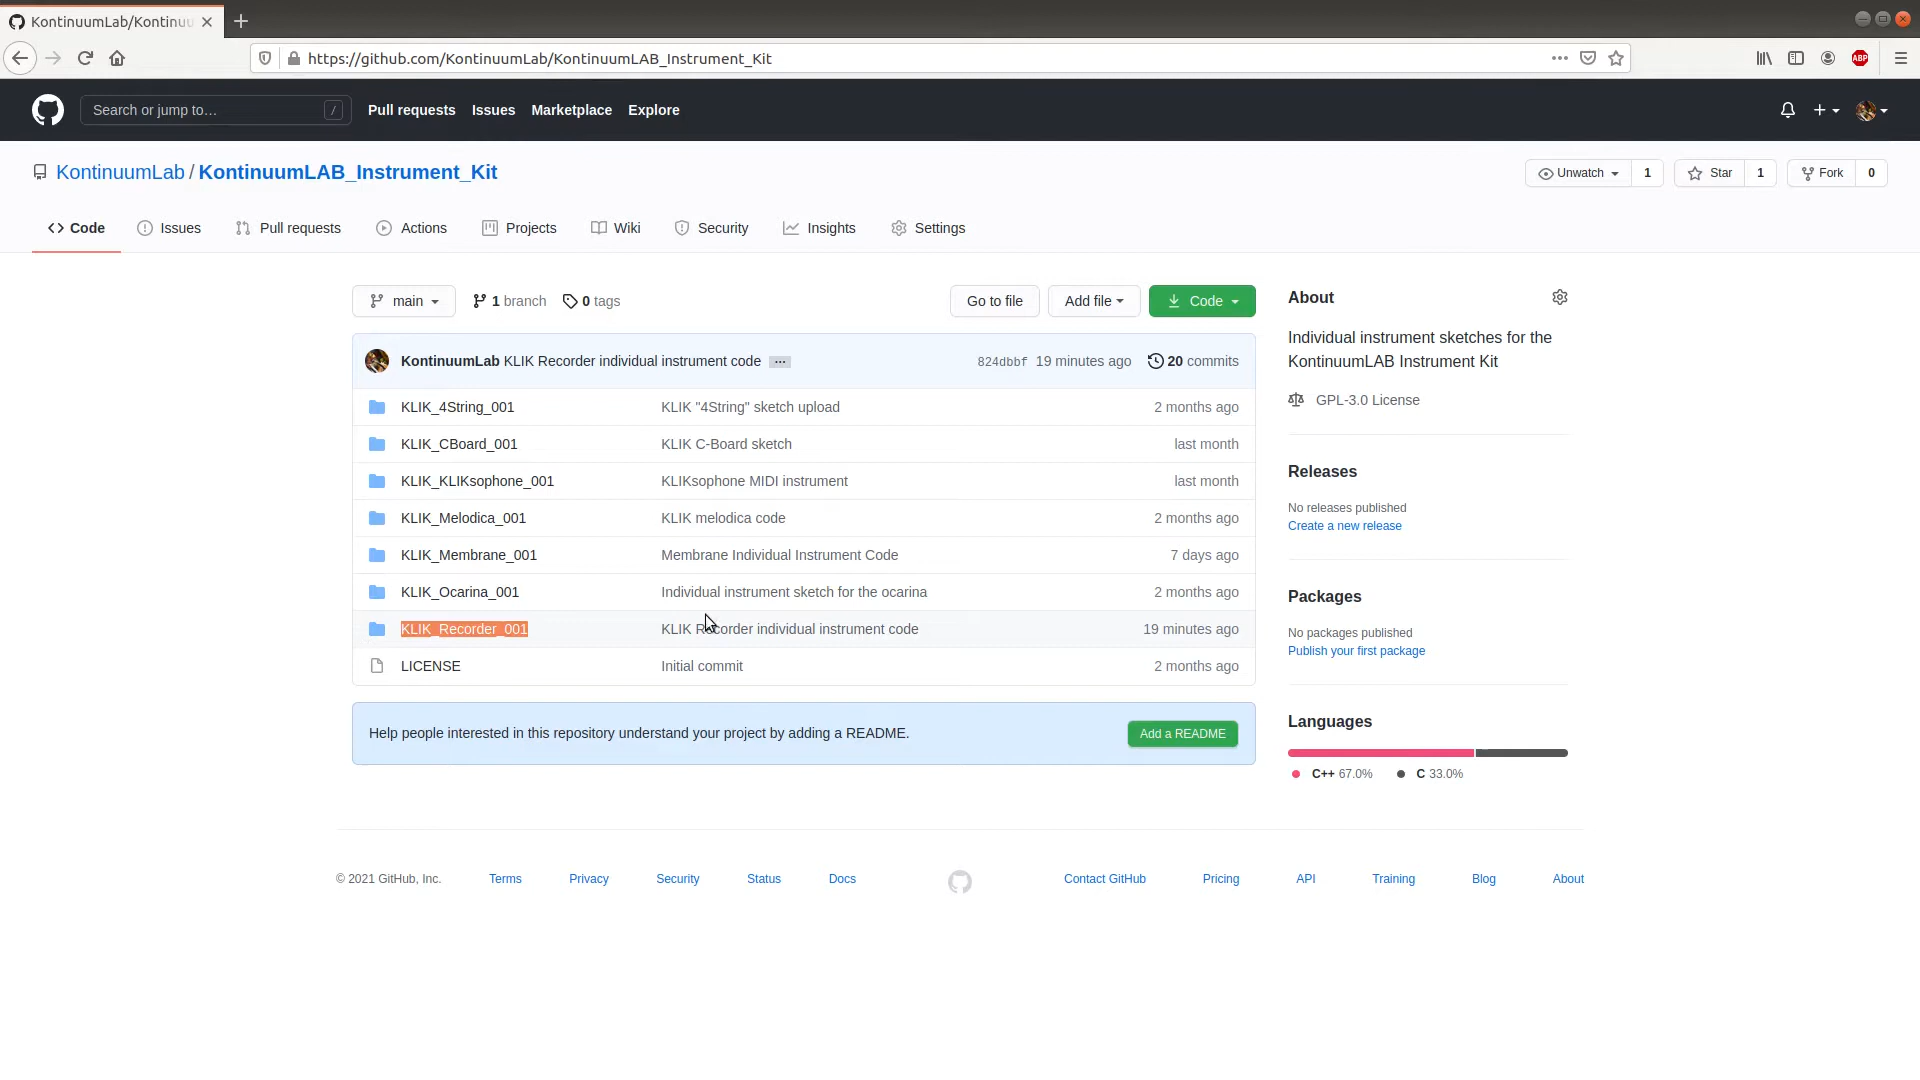 KontinuumLab/Kontinuu
https://github.com/KontinuumLab/KontinuumLAB_Instrument_Kit
ABP
Search or jump to… /
Pull requests Issues Marketplace Explore
KontinuumLab / KontinuumLAB_Instrument_Kit
Unwatch 1 Star 1 Fork 0
Code Issues Pull requests Actions Projects Wiki Security Insights Settings
main 1 branch 0 tags Go to file Add file Code
KontinuumLab KLIK Recorder individual instrument code … 824dbbf 19 minutes ago 20 commits
KLIK_4String_001 KLIK "4String" sketch upload 2 months ago
KLIK_CBoard_001 KLIK C-Board sketch last month
KLIK_KLIKsophone_001 KLIKsophone MIDI instrument last month
KLIK_Melodica_001 KLIK melodica code 2 months ago
KLIK_Membrane_001 Membrane Individual Instrument Code 7 days ago
KLIK_Ocarina_001 Individual instrument sketch for the ocarina 2 months ago
KLIK_Recorder_001 KLIK Recorder individual instrument code 19 minutes ago
LICENSE Initial commit 2 months ago
Help people interested in this repository understand your project by adding a README. Add a README
About
Individual instrument sketches for the
KontinuumLAB Instrument Kit
GPL-3.0 License
Releases
No releases published
Create a new release
Packages
No packages published
Publish your first package
Languages
C++ 67.0% C 33.0%
© 2021 GitHub, Inc. Terms Privacy Security Status Docs Contact GitHub Pricing API Training Blog About